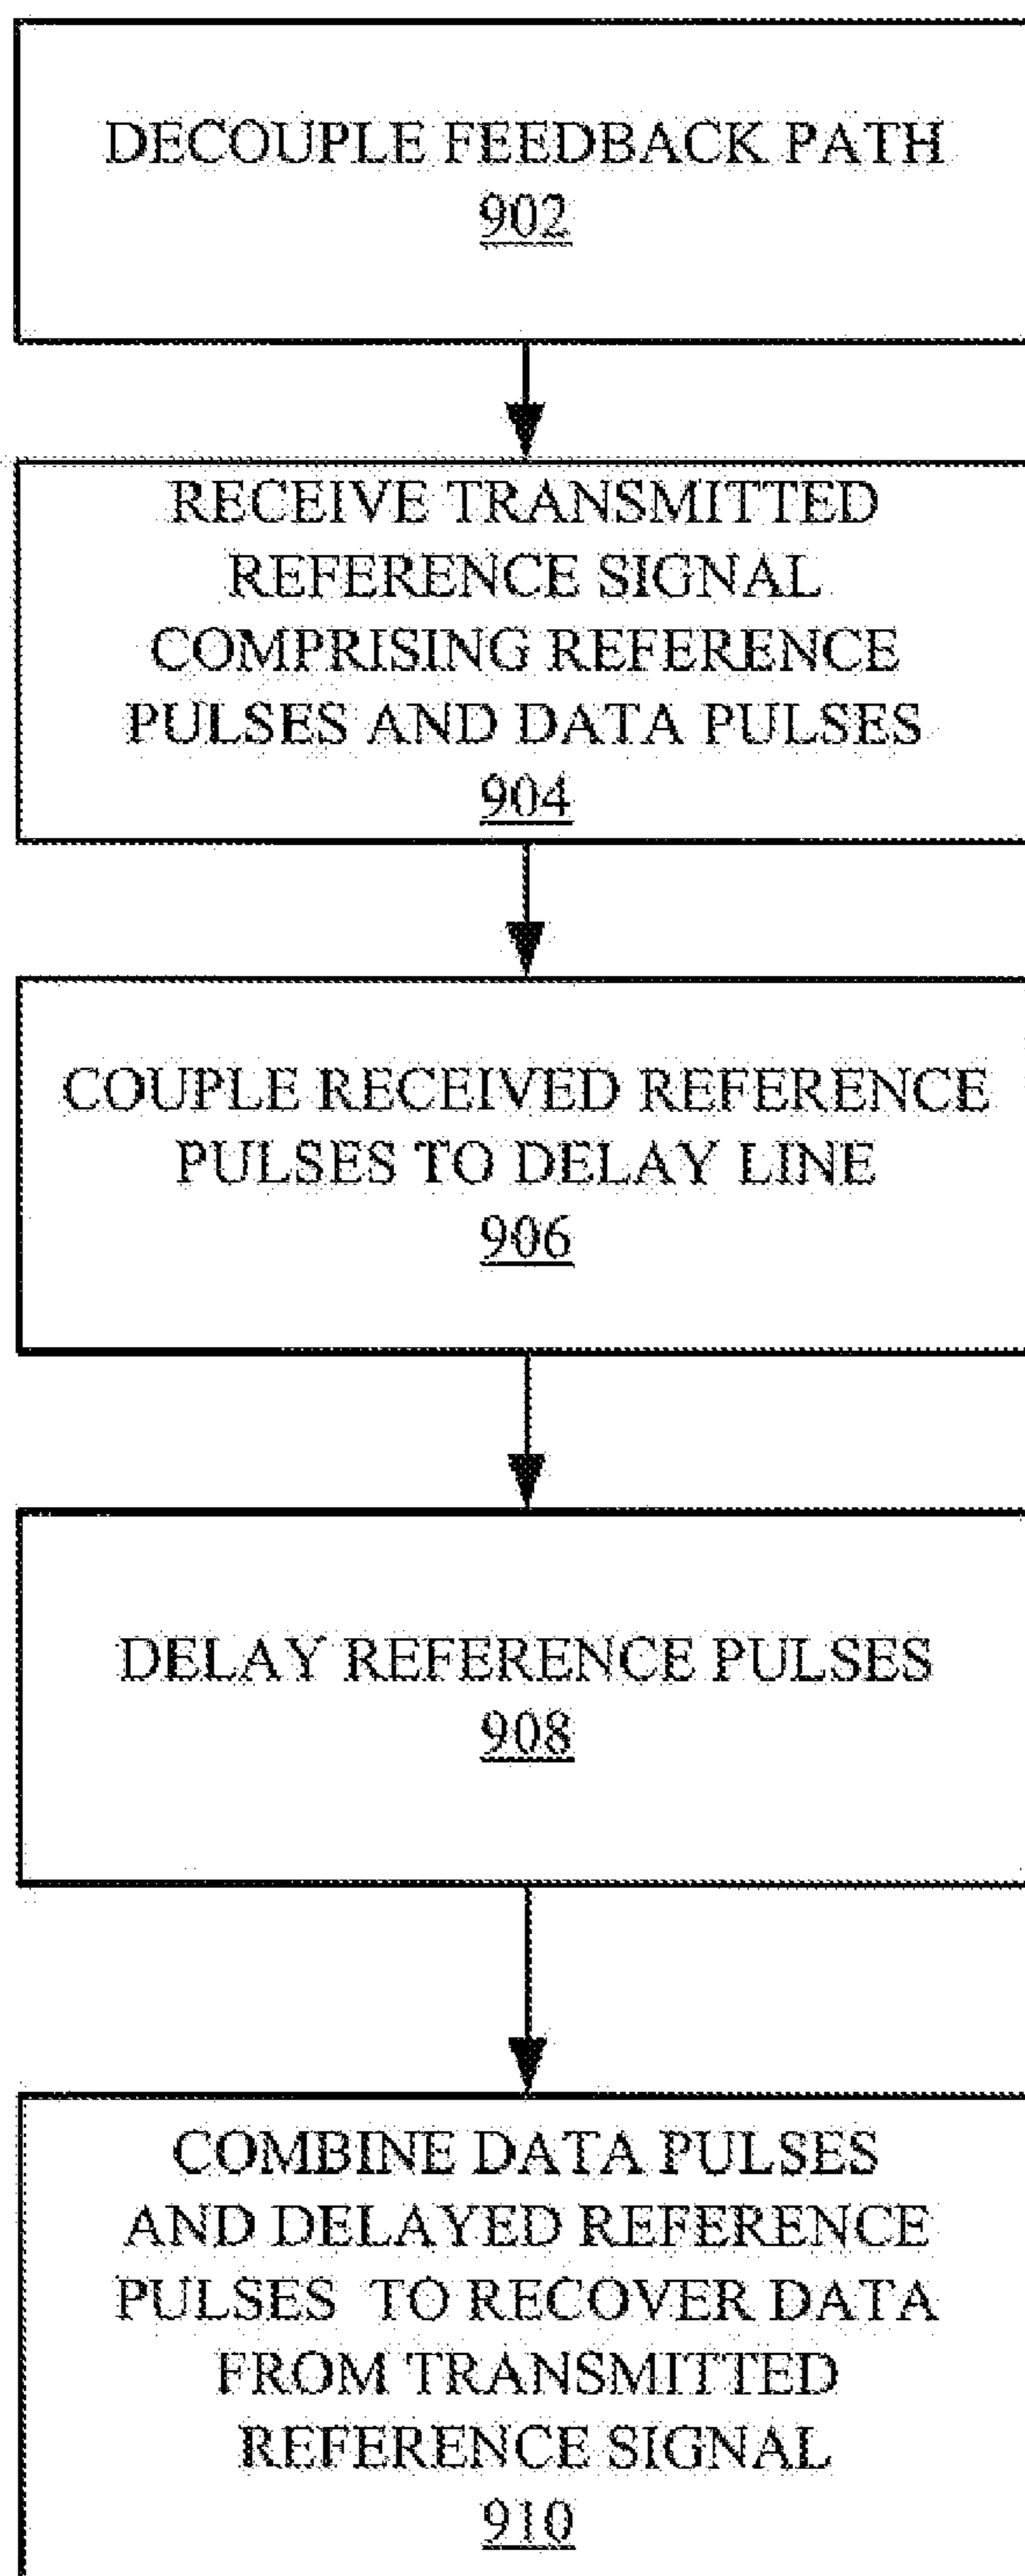 DECOUPLE FEEDBACK PATH
902
RECEIVE TRANSMITTED
REFERENCE SIGNAL
COMPRISING REFERENCE
PULSES AND DATA PULSES
904
COUPLE RECEIVED REFERENCE
PULSES TO DELAY LINE
906
DELAY REFERENCE PULSES
908
COMBINE DATA PULSES
AND DELAYED REFERENCE
PULSES TO RECOVER DATA
FROM TRANSMITTED
REFERENCE SIGNAL
910